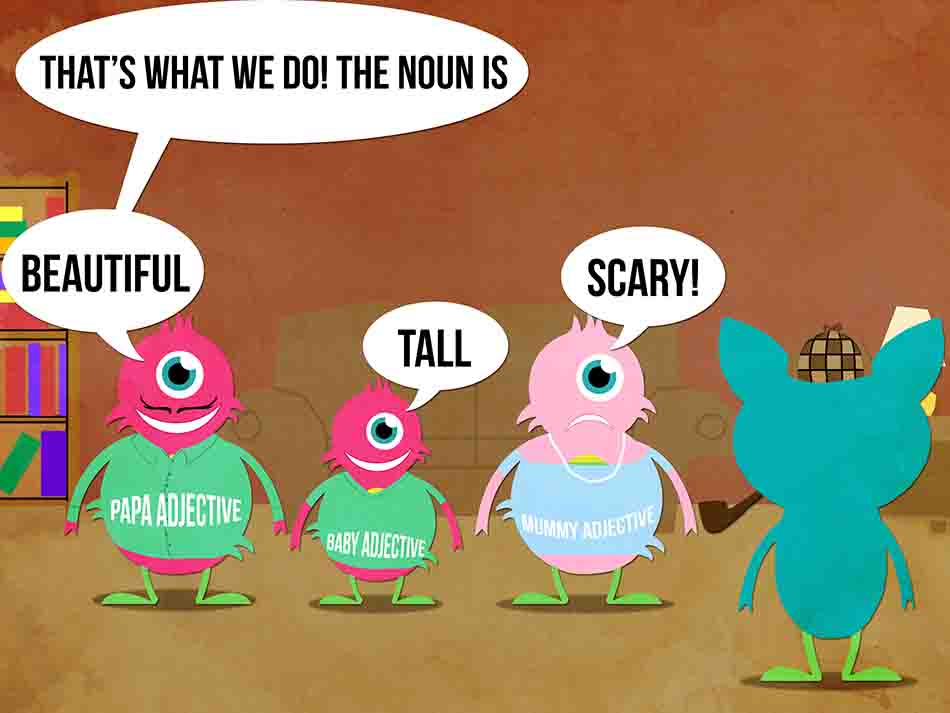 THAT'S WHAT WE DO! THE NOUN IS
BEAUTIFUL
TALL
SCARY!
PAPA ADJECTIVE
BABY ADJECTIVE
MUMMY ADJECTIVE